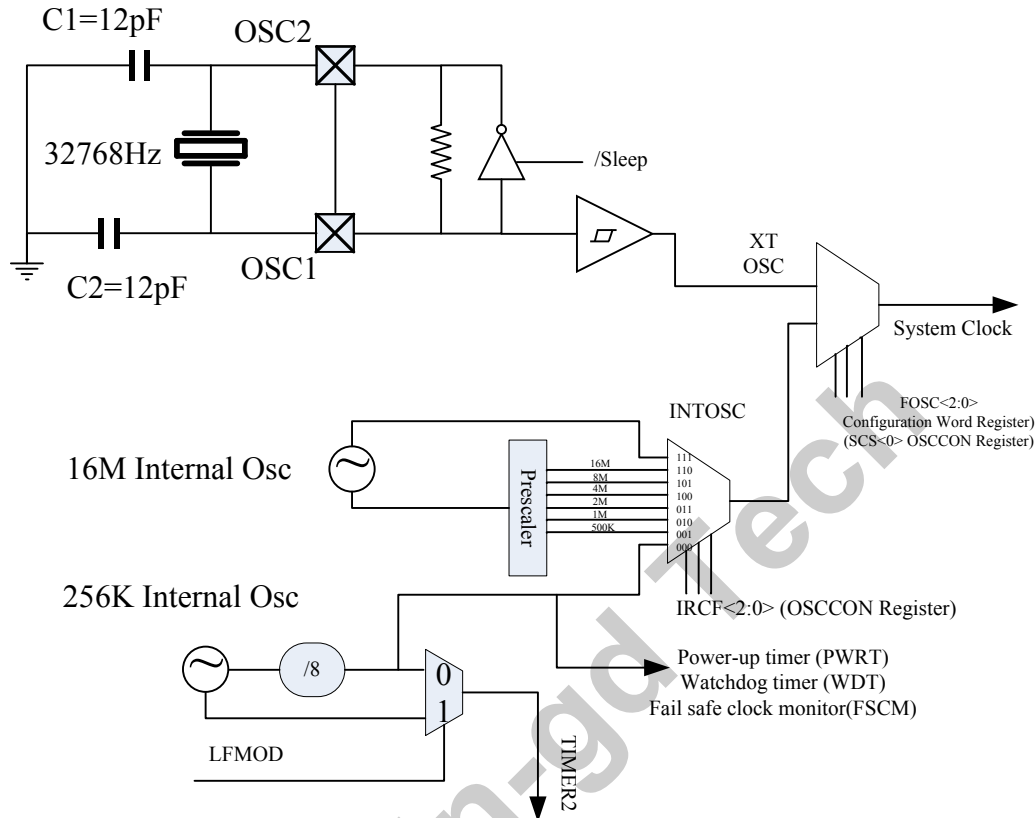 C1=12pF
OSC2
32768Hz
/Sleep
OSC1
C2=12pF
XT
OSC
System Clock
FOSC<2:0>
Configuration Word Register)
(SCS<0> OSCCON Register)
INTOSC
16M Internal Osc
Prescaler
16M
8M
4M
2M
1M
500K
111
110
101
100
011
010
001
000
IRCF<2:0> (OSCCON Register)
256K Internal Osc
/8
0
1
Power-up timer (PWRT)
Watchdog timer (WDT)
Fail safe clock monitor(FSCM)
LFMOD
TIMER2
n-gd Tech